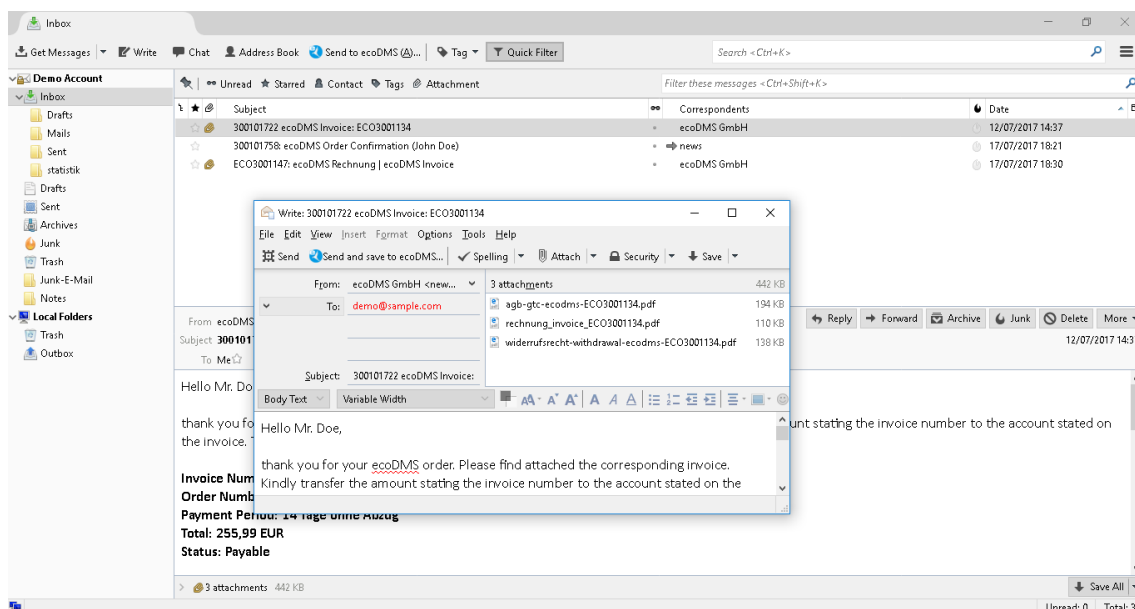 Inbox
Get Messages Write Chat Address Book Send to ecoDMS (A)... Tag Quick Filter Search <Ctrl+K>
Demo Account
Inbox
Drafts
Mails
Sent
statistik
Drafts
Sent
Archives
Junk
Trash
Junk-E-Mail
Notes
Local Folders
Trash
Outbox
Unread Starred Contact Tags Attachment Filter these messages <Ctrl+Shift+K>
Subject Correspondents Date
300101722 ecoDMS Invoice: ECO3001134 ecoDMS GmbH 12/07/2017 14:37
300101758: ecoDMS Order Confirmation (John Doe) news 17/07/2017 18:21
ECO3001147: ecoDMS Rechnung | ecoDMS Invoice ecoDMS GmbH 17/07/2017 18:30
Write: 300101722 ecoDMS Invoice: ECO3001134
File Edit View Insert Format Options Tools Help
Send Send and save to ecoDMS... Spelling Attach Security Save
From: ecoDMS GmbH <new...
To: demo@sample.com
Subject: 300101722 ecoDMS Invoice:
3 attachments 442 KB
agb-gtc-ecodms-ECO3001134.pdf 194 KB
rechnung_invoice_ECO3001134.pdf 110 KB
widerrufsrecht-withdrawal-ecodms-ECO3001134.pdf 138 KB
Body Text Variable Width
Hello Mr. Doe,
thank you for your ecoDMS order. Please find attached the corresponding invoice.
Kindly transfer the amount stating the invoice number to the account stated on the
From ecoDMS
Reply Forward Archive Junk Delete More
Subject 300101
12/07/2017 14:3
To Me
Hello Mr. Do
thank you fo unt stating the invoice number to the account stated on
the invoice.
Invoice Num
Order Numb
Payment Period: 14 Tage ohne Abzug
Total: 255,99 EUR
Status: Payable
3 attachments 442 KB Save All
Unread: 0 Total: 3